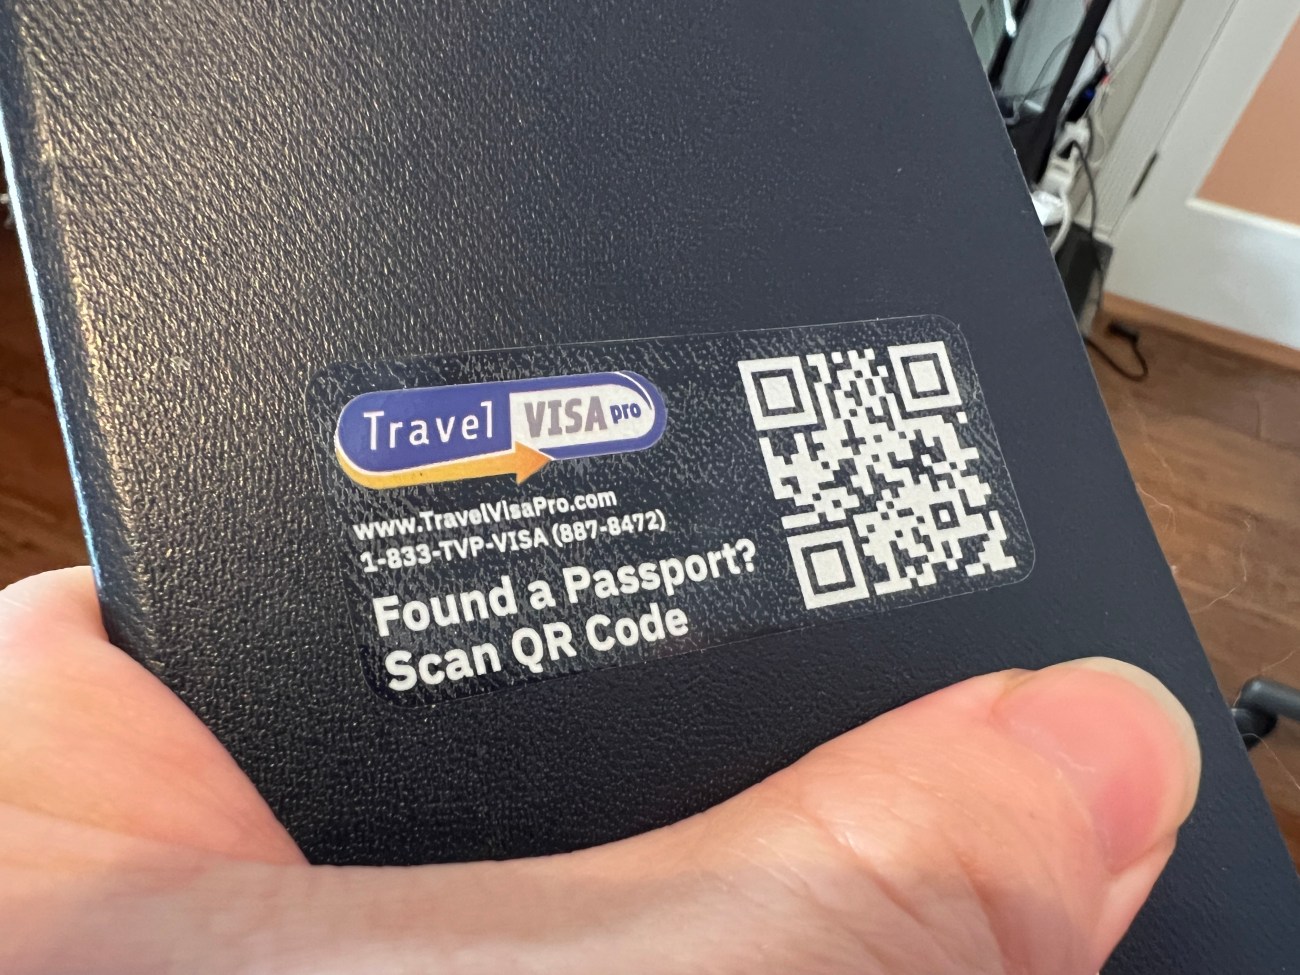 Travel VISA pro
www.TravelVisaPro.com
1-833-TVP-VISA (887-8472)
Found a Passport?
Scan QR Code